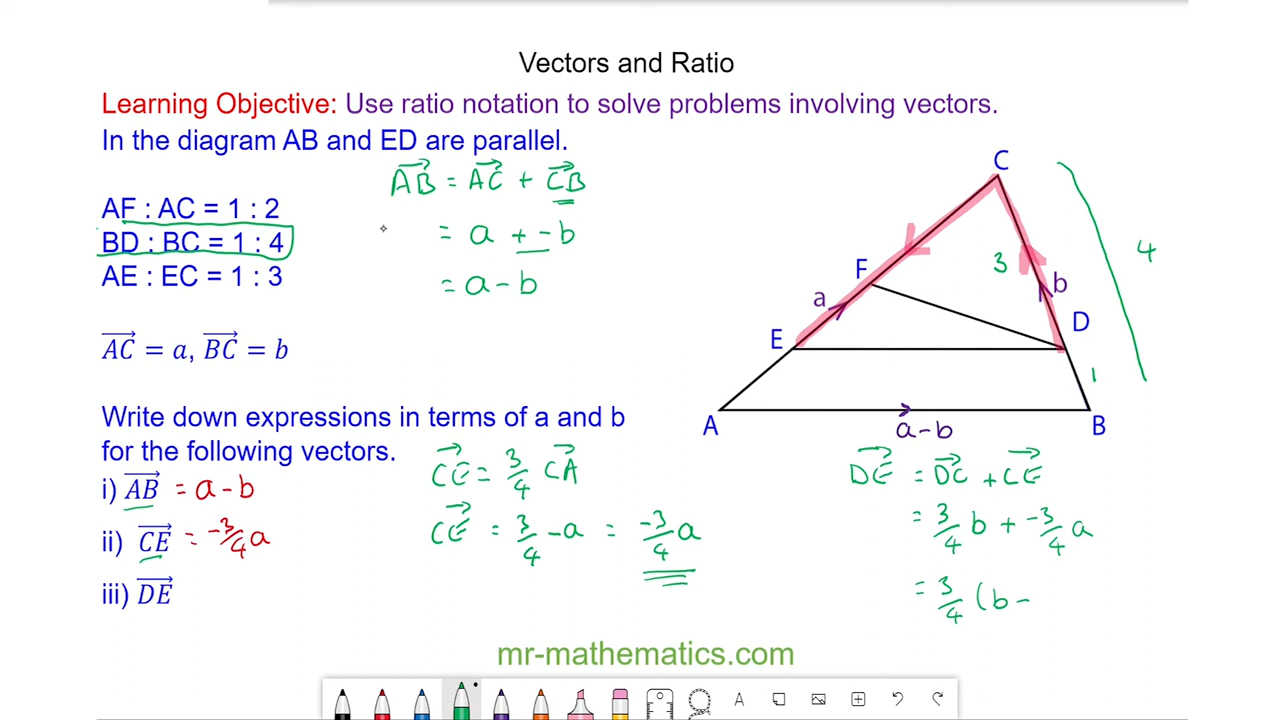 Vectors and Ratio
Learning Objective: Use ratio notation to solve problems involving vectors.
In the diagram AB and ED are parallel.
AB = AC + CB
= a + -b
= a - b
AF : AC = 1 : 2
BD : BC = 1 : 4
AE : EC = 1 : 3
AC = a, BC = b
Write down expressions in terms of a and b
for the following vectors.
i) AB = a - b
ii) CE = -3/4 a
iii) DE
CE = 3/4 CA
CE = 3/4 -a = -3/4 a
C
4
3
F
a
b
D
E
1
A
B
a - b
DE = DC + CE
= 3/4 b + -3/4 a
= 3/4 (b -
mr-mathematics.com
A